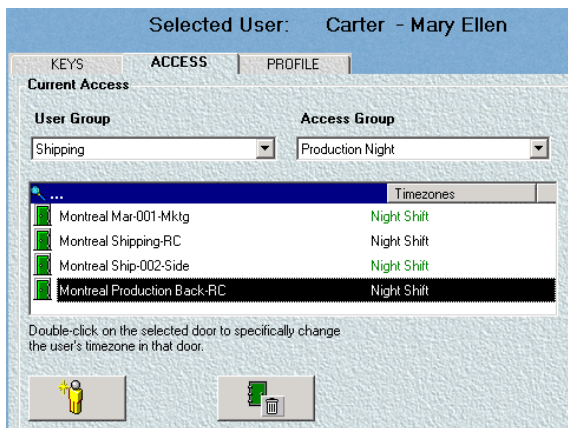 Selected User: Carter - Mary Ellen
KEYS ACCESS PROFILE
Current Access
User Group Access Group
Shipping Production Night
... Timezones
Montreal Mar-001-Mktg Night Shift
Montreal Shipping-RC Night Shift
Montreal Ship-002-Side Night Shift
Montreal Production Back-RC Night Shift
Double-click on the selected door to specifically change
the user's timezone in that door.